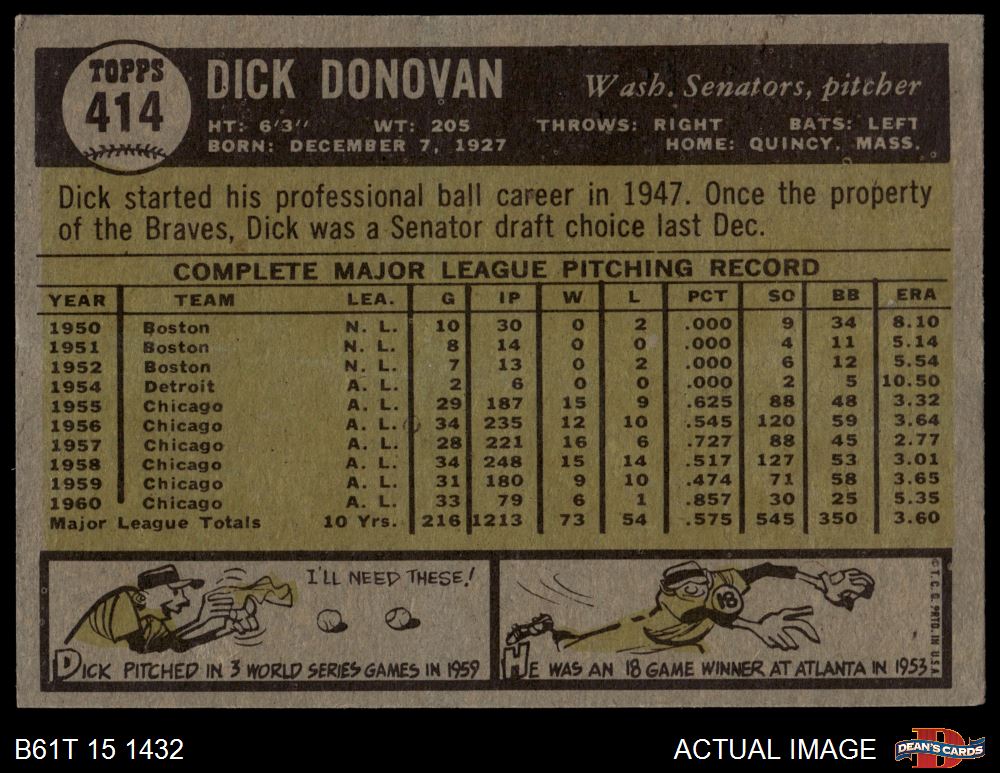 TOPPS
414
DICK DONOVAN
Wash. Senators, pitcher
HT: 6'3" WT: 205 THROWS: RIGHT BATS: LEFT
BORN: DECEMBER 7, 1927 HOME: QUINCY, MASS.
Dick started his professional ball career in 1947. Once the property
of the Braves, Dick was a Senator draft choice last Dec.
COMPLETE MAJOR LEAGUE PITCHING RECORD
YEAR TEAM LEA. G IP W L PCT SO BB ERA
1950 Boston N. L. 10 30 0 2 .000 9 34 8.10
1951 Boston N. L. 8 14 0 0 .000 4 11 5.14
1952 Boston N. L. 7 13 0 2 .000 6 12 5.54
1954 Detroit A. L. 2 6 0 0 .000 2 5 10.50
1955 Chicago A. L. 29 187 15 9 .625 88 48 3.32
1956 Chicago A. L. 34 235 12 10 .545 120 59 3.64
1957 Chicago A. L. 28 221 16 6 .727 88 45 2.77
1958 Chicago A. L. 34 248 15 14 .517 127 53 3.01
1959 Chicago A. L. 31 180 9 10 .474 71 58 3.65
1960 Chicago A. L. 33 79 6 1 .857 30 25 5.35
Major League Totals 10 Yrs. 216 1213 73 54 .575 545 350 3.60
I'LL NEED THESE!
DICK PITCHED IN 3 WORLD SERIES GAMES IN 1959
18
HE WAS AN 18 GAME WINNER AT ATLANTA IN 1953
© T. C. G. PRTD. IN U.S.A.
B61T 15 1432
ACTUAL IMAGE
D
DEAN'S CARDS